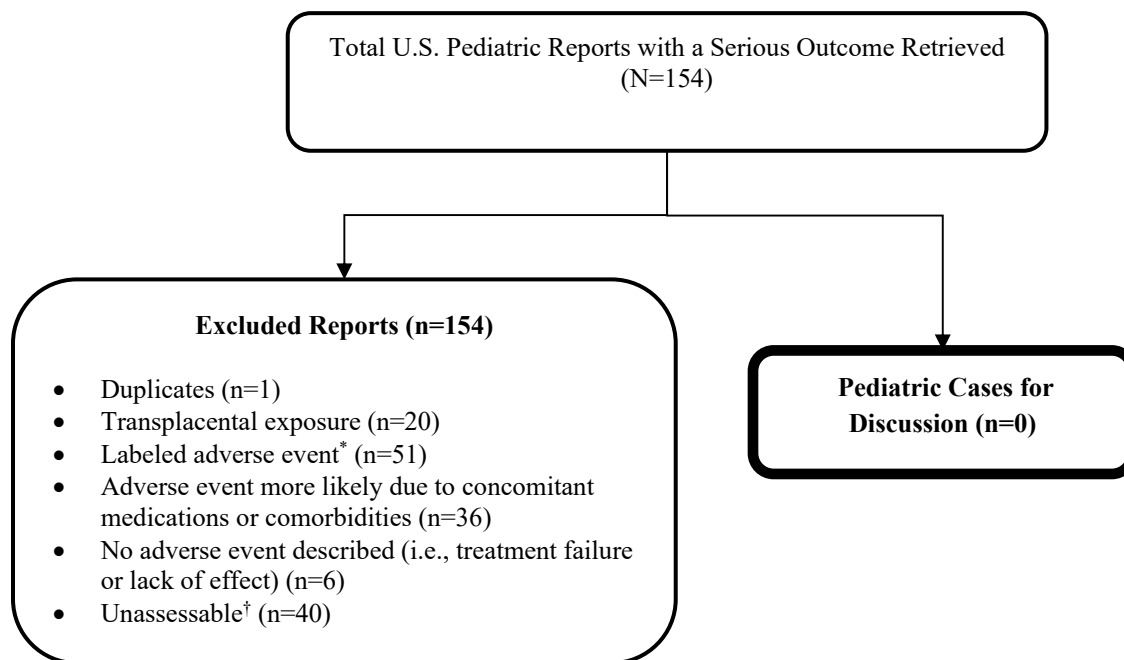 Total U.S. Pediatric Reports with a Serious Outcome Retrieved
(N=154)
Excluded Reports (n=154)
• Duplicates (n=1)
• Transplacental exposure (n=20)
• Labeled adverse event* (n=51)
• Adverse event more likely due to concomitant
medications or comorbidities (n=36)
• No adverse event described (i.e., treatment failure
or lack of effect) (n=6)
• Unassessable† (n=40)
Pediatric Cases for
Discussion (n=0)